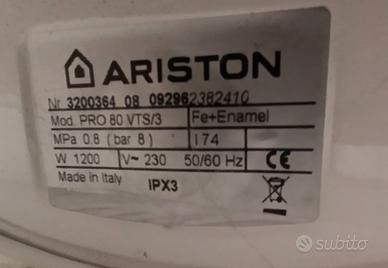 ARISTON
Nr 3200364 08 092962382410
Mod. PRO 80 VTS/3 Fe+Enamel
MPa 0.8 (bar 8) I 74
W 1200 V~ 230 50/60 Hz CE
Made in Italy IPX3
subito